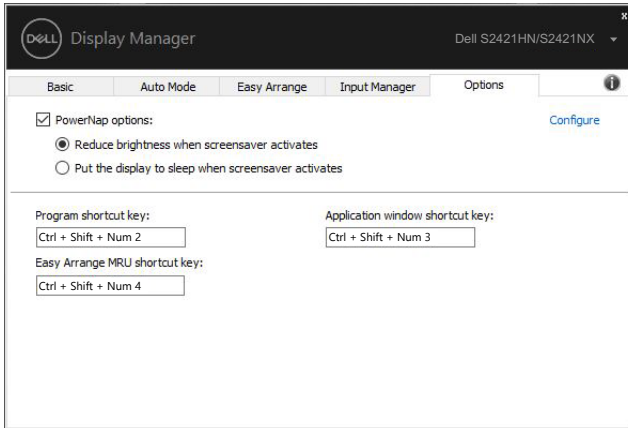 DELL Display Manager
Dell S2421HN/S2421NX
x
Basic Auto Mode Easy Arrange Input Manager Options
PowerNap options: Configure
Reduce brightness when screensaver activates
Put the display to sleep when screensaver activates
Program shortcut key: Application window shortcut key:
Ctrl + Shift + Num 2 Ctrl + Shift + Num 3
Easy Arrange MRU shortcut key:
Ctrl + Shift + Num 4